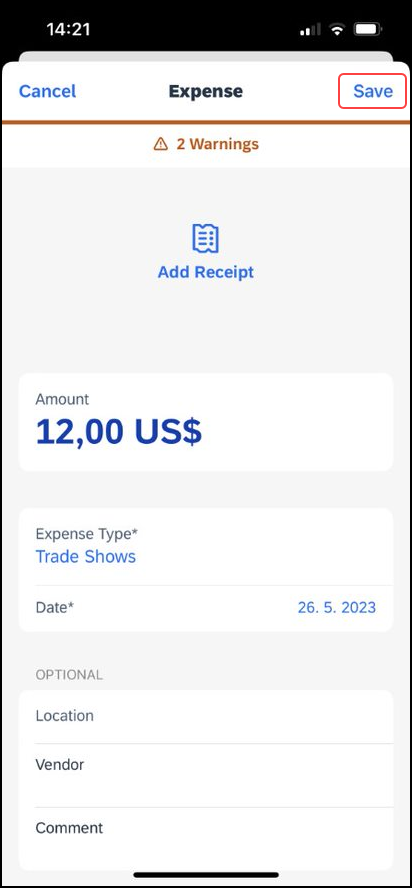 14:21
Cancel Expense Save
2 Warnings
Add Receipt
Amount
12,00 US$
Expense Type*
Trade Shows
Date* 26. 5. 2023
OPTIONAL
Location
Vendor
Comment